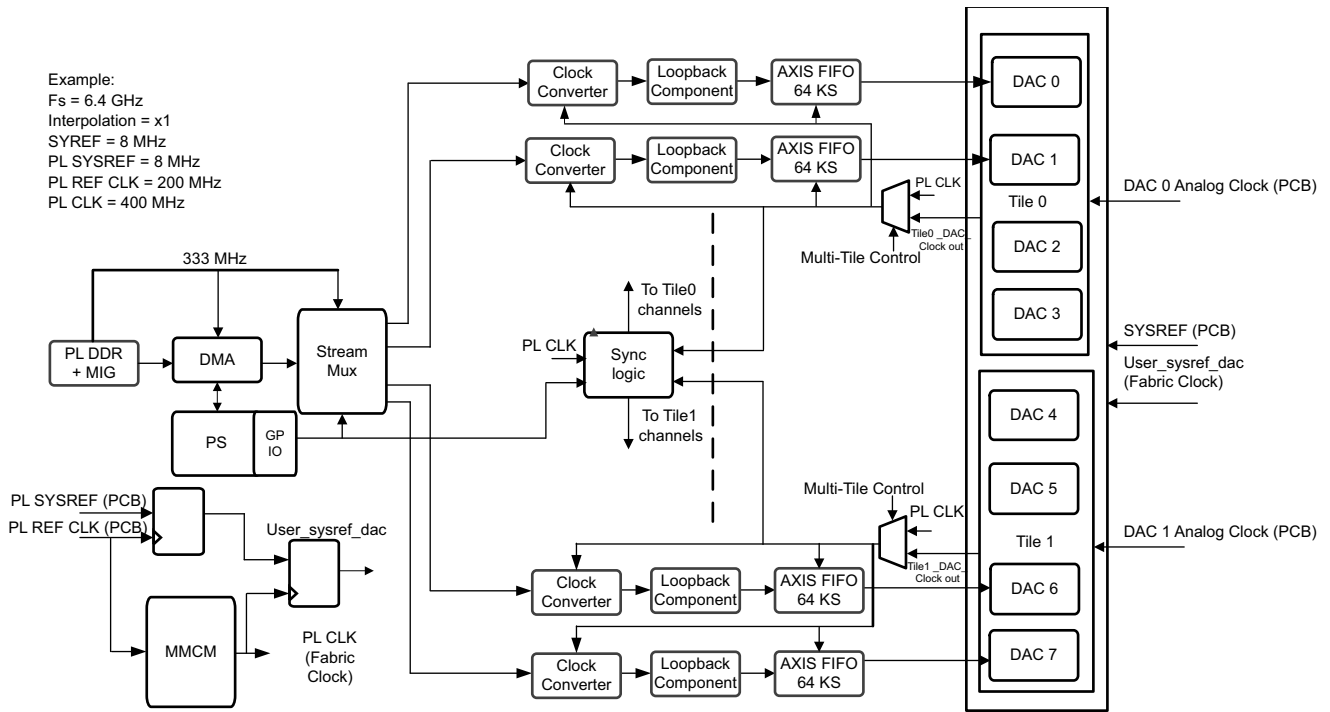 Example:
Fs = 6.4 GHz
Interpolation = x1
SYREF = 8 MHz
PL SYSREF = 8 MHz
PL REF CLK = 200 MHz
PL CLK = 400 MHz
Clock
Converter
Loopback
Component
AXIS FIFO
64 KS
DAC 0
Clock
Converter
Loopback
Component
AXIS FIFO
64 KS
DAC 1
PL CLK
Tile 0
DAC 0 Analog Clock (PCB)
Tile0 _DAC_
Clock out
Multi-Tile Control
DAC 2
DAC 3
333 MHz
To Tile0
channels
PL DDR
+ MIG
DMA
Stream
Mux
PL CLK
Sync
logic
SYSREF (PCB)
User_sysref_dac
(Fabric Clock)
PS
GP
IO
To Tile1
channels
DAC 4
DAC 5
PL SYSREF (PCB)
PL REF CLK (PCB)
User_sysref_dac
Multi-Tile Control
PL CLK
Tile 1
DAC 1 Analog Clock (PCB)
Tile1 _DAC_
Clock out
Clock
Converter
Loopback
Component
AXIS FIFO
64 KS
DAC 6
MMCM
PL CLK
(Fabric
Clock)
Clock
Converter
Loopback
Component
AXIS FIFO
64 KS
DAC 7